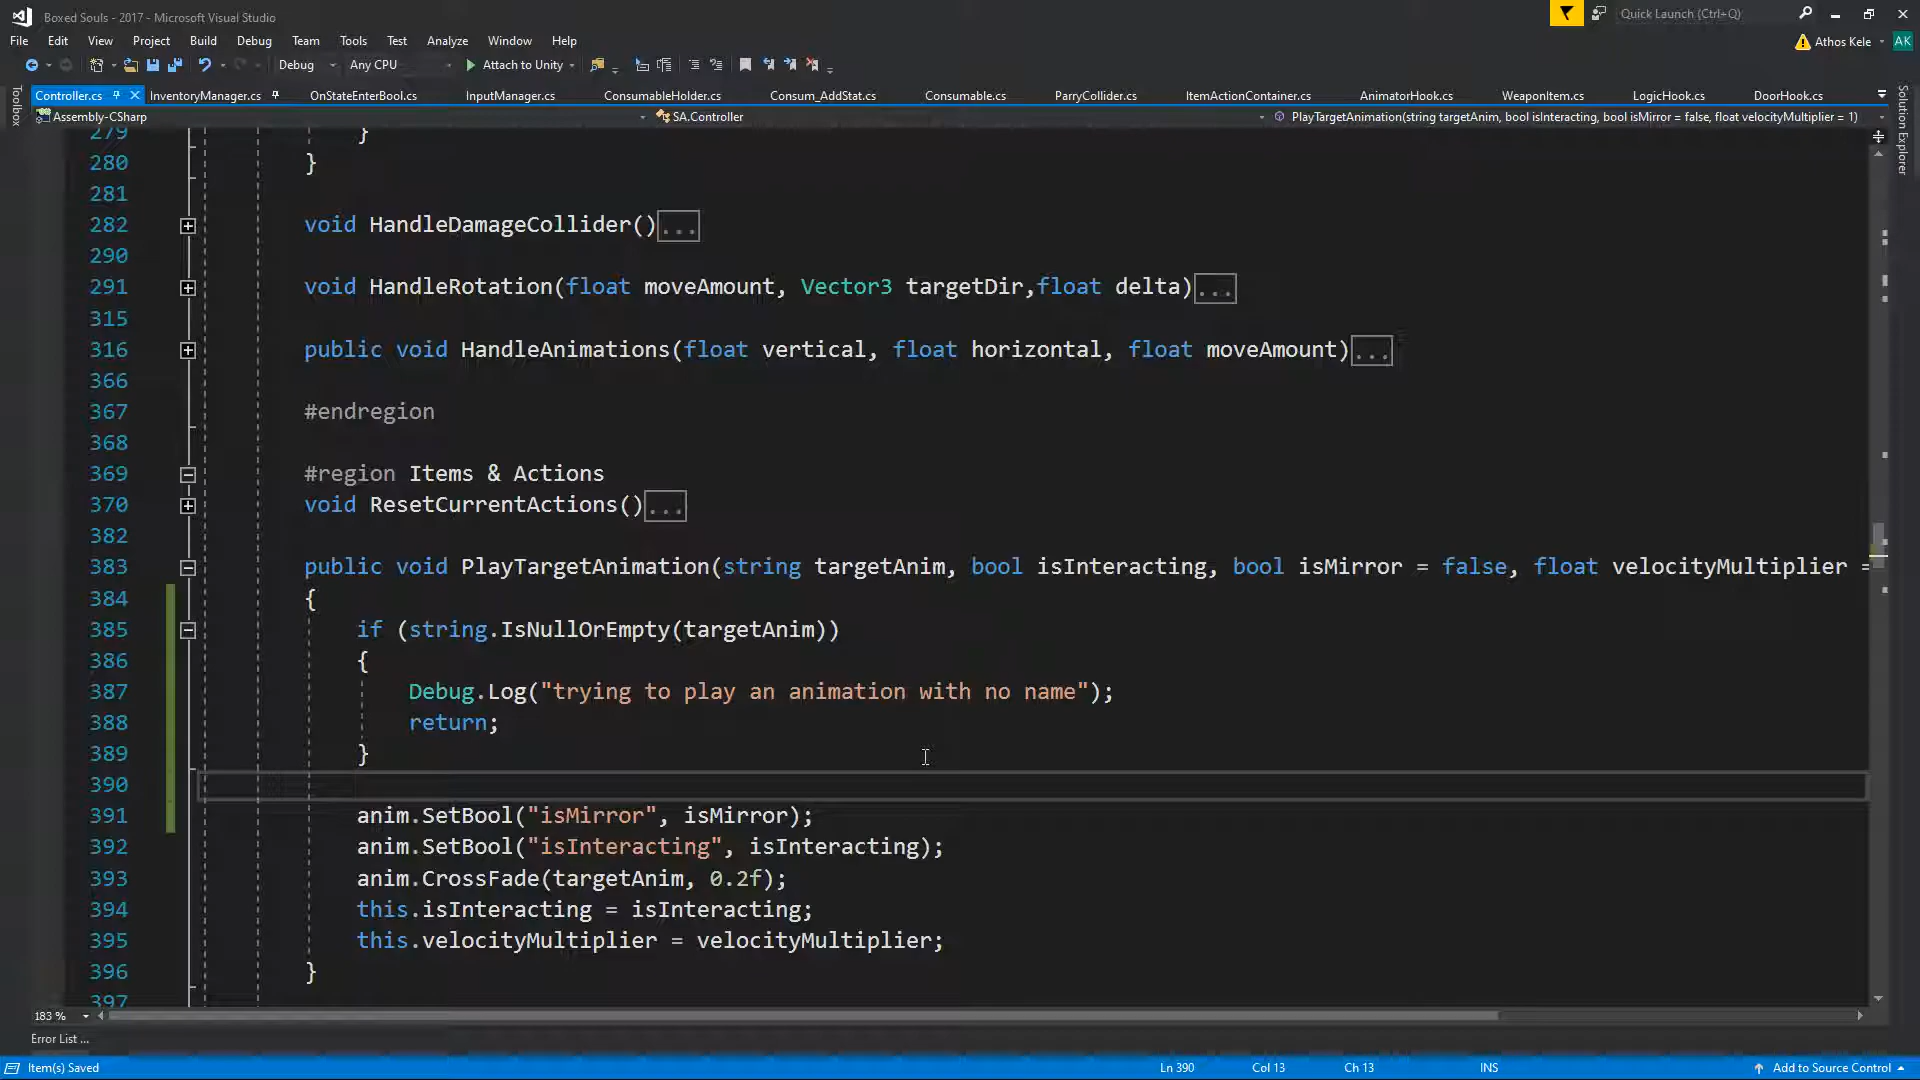 Boxed Souls - 2017 - Microsoft Visual Studio
Quick Launch (Ctrl+Q)
File Edit View Project Build Debug Team Tools Test Analyze Window Help
Athos Kele AK
Debug Any CPU Attach to Unity
Toolbox
Controller.cs InventoryManager.cs OnStateEnterBool.cs InputManager.cs ConsumableHolder.cs Consum_AddStat.cs Consumable.cs ParryCollider.cs ItemActionContainer.cs AnimatorHook.cs WeaponItem.cs LogicHook.cs DoorHook.cs
Solution Explorer
Assembly-CSharp SA.Controller PlayTargetAnimation(string targetAnim, bool isInteracting, bool isMirror = false, float velocityMultiplier = 1)
279 }
280 }
281
282 void HandleDamageCollider()...
290
291 void HandleRotation(float moveAmount, Vector3 targetDir,float delta)...
315
316 public void HandleAnimations(float vertical, float horizontal, float moveAmount)...
366
367 #endregion
368
369 #region Items & Actions
370 void ResetCurrentActions()...
382
383 public void PlayTargetAnimation(string targetAnim, bool isInteracting, bool isMirror = false, float velocityMultiplier =
384 {
385 if (string.IsNullOrEmpty(targetAnim))
386 {
387 Debug.Log("trying to play an animation with no name");
388 return;
389 }
390
391 anim.SetBool("isMirror", isMirror);
392 anim.SetBool("isInteracting", isInteracting);
393 anim.CrossFade(targetAnim, 0.2f);
394 this.isInteracting = isInteracting;
395 this.velocityMultiplier = velocityMultiplier;
396 }
397
183 %
Error List ...
Item(s) Saved Ln 390 Col 13 Ch 13 INS Add to Source Control